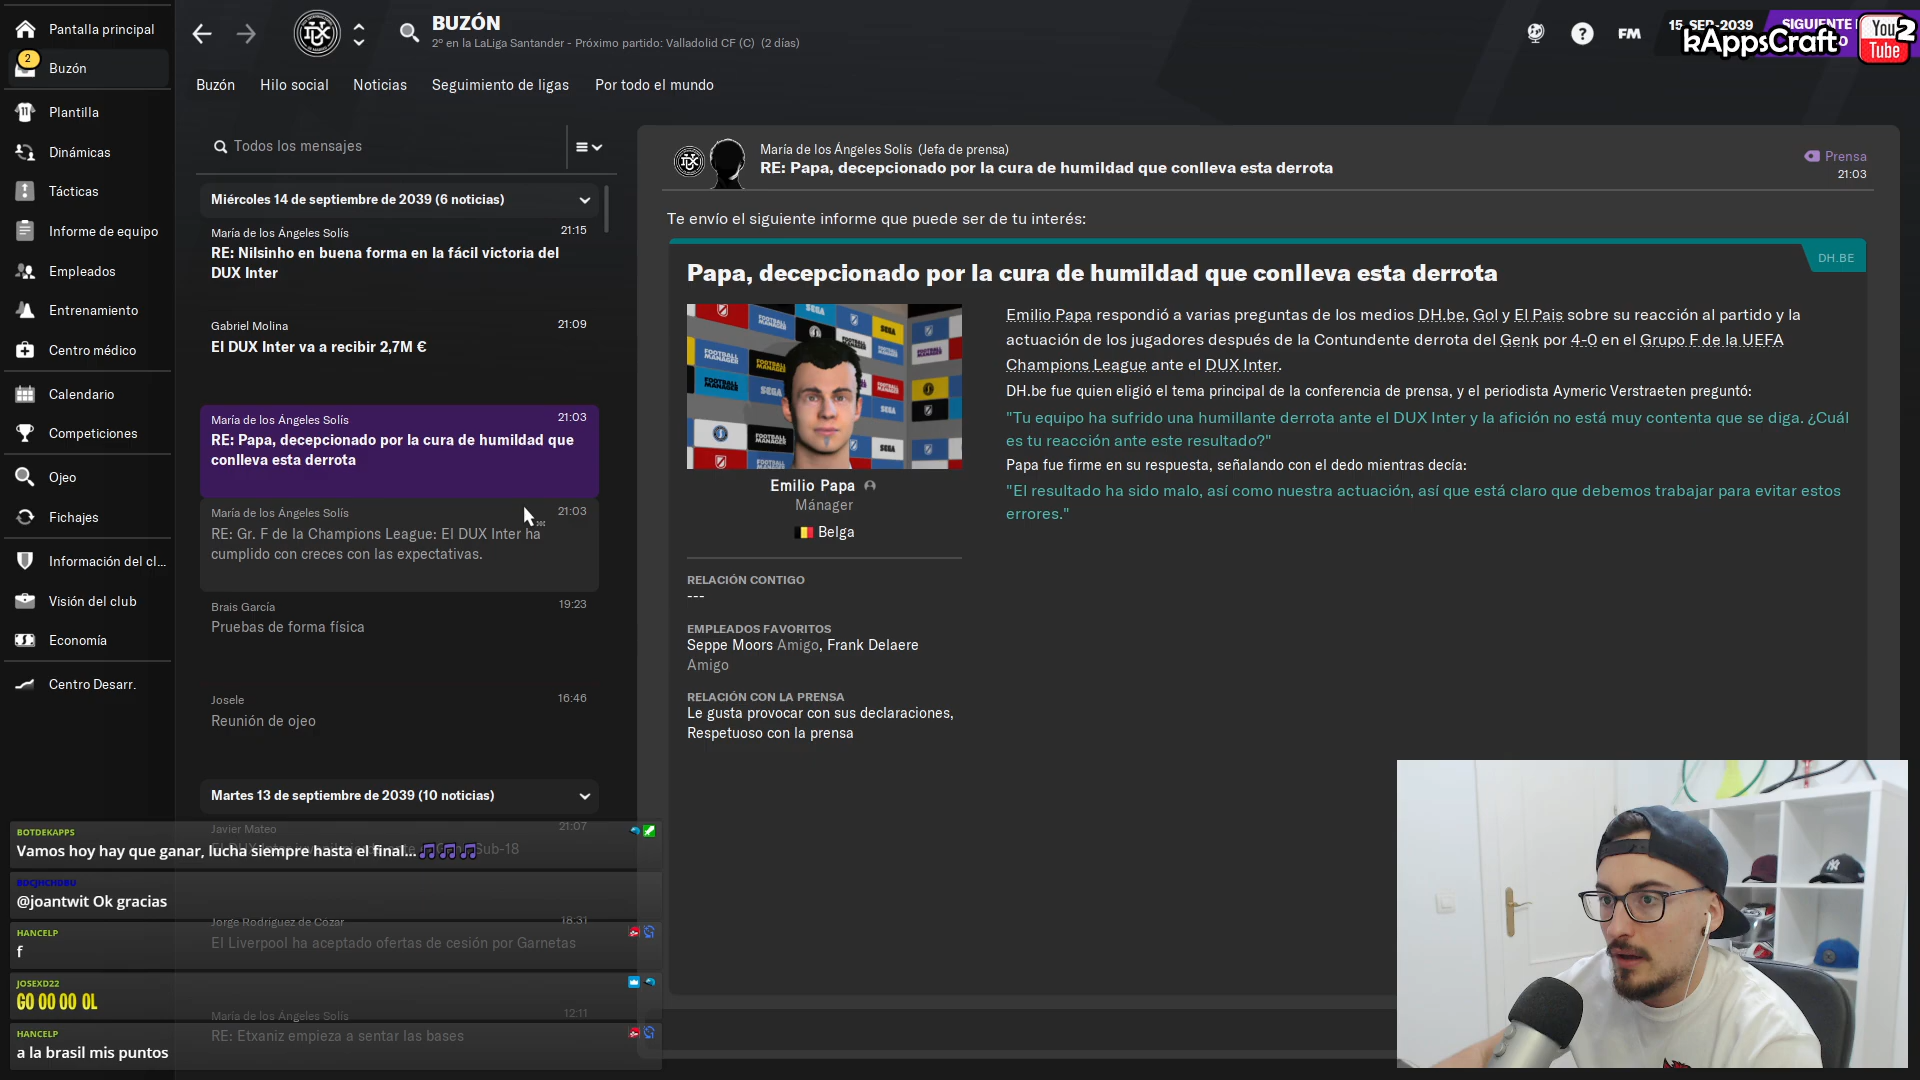 Pantalla principal
2
Buzón
Plantilla
Dinámicas
Tácticas
Informe de equipo
Empleados
Entrenamiento
Centro médico
Calendario
Competiciones
Ojeo
Fichajes
Información del cl...
Visión del club
Economía
Centro Desarr.
BUZÓN
2º en la LaLiga Santander - Próximo partido: Valladolid CF (C) (2 días)
FM
15 SEP 2039
SIGUIENTE
kAppsCraft
You2
Tube
Buzón
Hilo social
Noticias
Seguimiento de ligas
Por todo el mundo
Todos los mensajes
Miércoles 14 de septiembre de 2039 (6 noticias)
María de los Ángeles Solís 21:15
RE: Nilsinho en buena forma en la fácil victoria del
DUX Inter
Gabriel Molina 21:09
El DUX Inter va a recibir 2,7M €
María de los Ángeles Solís 21:03
RE: Papa, decepcionado por la cura de humildad que
conlleva esta derrota
María de los Ángeles Solís 21:03
RE: Gr. F de la Champions League: El DUX Inter ha
cumplido con creces con las expectativas.
Brais García 19:23
Pruebas de forma física
Josele 16:46
Reunión de ojeo
Martes 13 de septiembre de 2039 (10 noticias)
Javier Mateo 21:07
Sub-18
Jorge Rodríguez de Cózar 18:31
El Liverpool ha aceptado ofertas de cesión por Garnetas
María de los Ángeles Solís 12:11
RE: Etxaniz empieza a sentar las bases
BOTDEKAPPS
Vamos hoy hay que ganar, lucha siempre hasta el final...🎵🎵🎵
@joantwit Ok gracias
HANCELP
f
JOSEXD22
GO OO OO OL
HANCELP
a la brasil mis puntos
María de los Ángeles Solís (Jefa de prensa)
RE: Papa, decepcionado por la cura de humildad que conlleva esta derrota
Prensa
21:03
Te envío el siguiente informe que puede ser de tu interés:
DH.BE
Papa, decepcionado por la cura de humildad que conlleva esta derrota
Emilio Papa
Mánager
Belga
RELACIÓN CONTIGO
---
EMPLEADOS FAVORITOS
Seppe Moors Amigo, Frank Delaere
Amigo
RELACIÓN CON LA PRENSA
Le gusta provocar con sus declaraciones,
Respetuoso con la prensa
Emilio Papa respondió a varias preguntas de los medios DH.be, Gol y El Pais sobre su reacción al partido y la
actuación de los jugadores después de la Contundente derrota del Genk por 4-0 en el Grupo F de la UEFA
Champions League ante el DUX Inter.
DH.be fue quien eligió el tema principal de la conferencia de prensa, y el periodista Aymeric Verstraeten preguntó:
"Tu equipo ha sufrido una humillante derrota ante el DUX Inter y la afición no está muy contenta que se diga. ¿Cuál
es tu reacción ante este resultado?"
Papa fue firme en su respuesta, señalando con el dedo mientras decía:
"El resultado ha sido malo, así como nuestra actuación, así que está claro que debemos trabajar para evitar estos
errores."